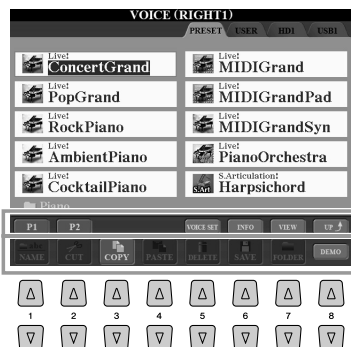 VOICE (RIGHT1)
PRESET USER HD1 USB1
Live!
ConcertGrand
Live!
MIDIGrand
Live!
PopGrand
Live!
MIDIGrandPad
Live!
RockPiano
Live!
MIDIGrandSyn
Live!
AmbientPiano
Live!
PianoOrchestra
Live!
CocktailPiano
S.Art
S.Articulation!
Harpsichord
Piano
P1 P2 VOICE SET INFO VIEW UP
NAME CUT COPY PASTE DELETE SAVE FOLDER DEMO
1 2 3 4 5 6 7 8